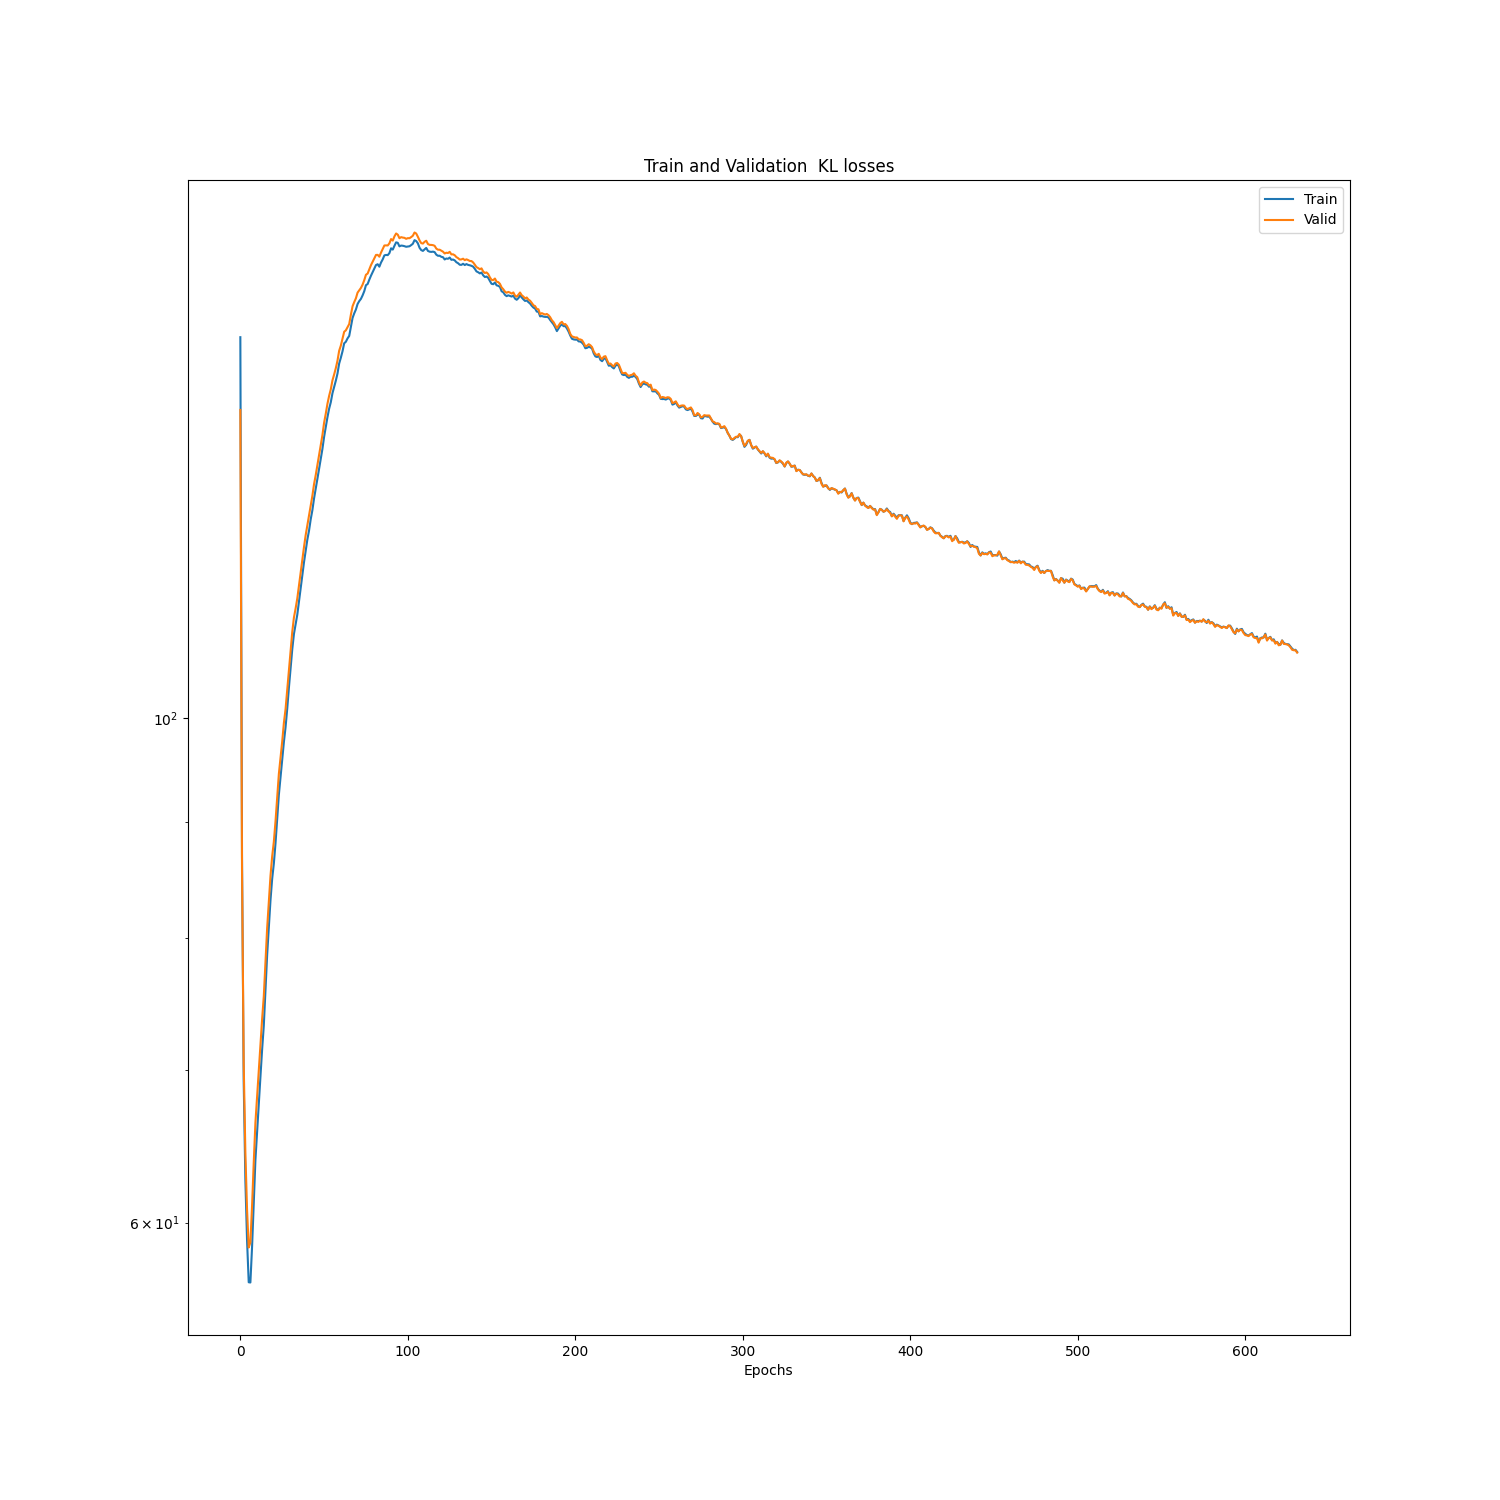 Train and Validation  KL losses
Train
Valid
10²
6 × 10¹
0 100 200 300 400 500 600
Epochs